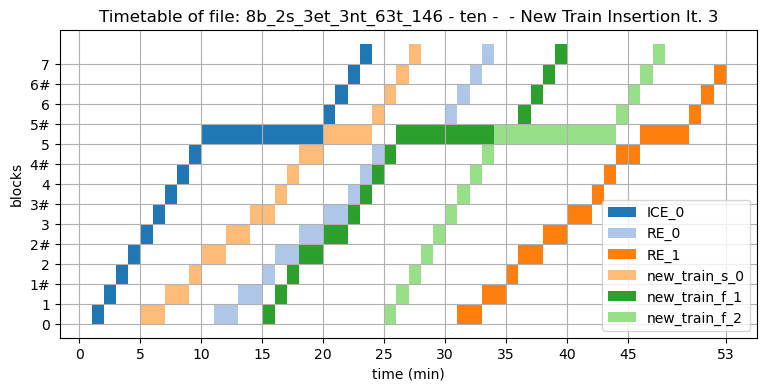 Timetable of file: 8b_2s_3et_3nt_63t_146 - ten -  - New Train Insertion It. 3
blocks
7
6#
6
5#
5
4#
4
3#
3
2#
2
1#
1
0
ICE_0
RE_0
RE_1
new_train_s_0
new_train_f_1
new_train_f_2
0 5 10 15 20 25 30 35 40 45 53
time (min)